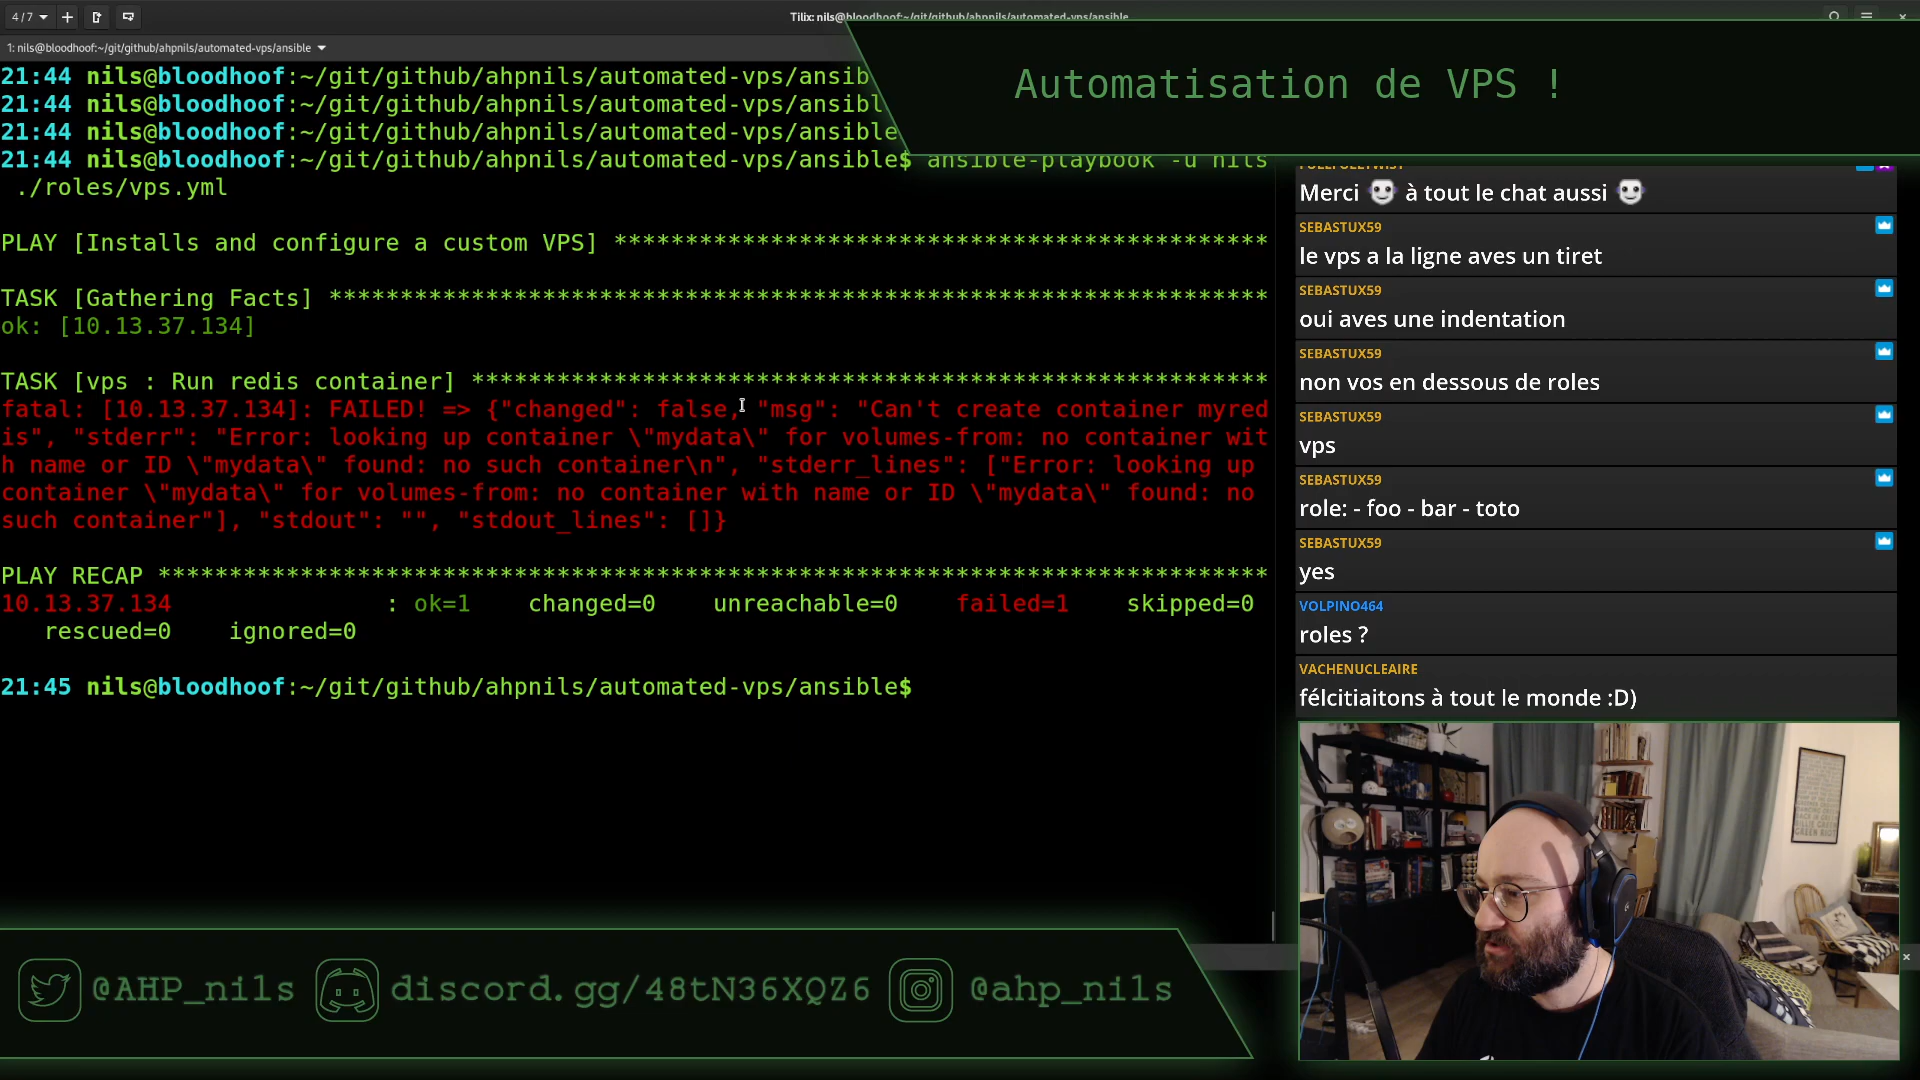 4 / 7
Tilix: nils@bloodhoof:~/git/github/ahpnils/automated-vps/ansible
1: nils@bloodhoof:~/git/github/ahpnils/automated-vps/ansible
21:44 nils@bloodhoof:~/git/github/ahpnils/automated-vps/ansib
21:44 nils@bloodhoof:~/git/github/ahpnils/automated-vps/ansibl
21:44 nils@bloodhoof:~/git/github/ahpnils/automated-vps/ansible
21:44 nils@bloodhoof:~/git/github/ahpnils/automated-vps/ansible$ ansible-playbook -u nils
./roles/vps.yml
PLAY [Installs and configure a custom VPS] **********************************************
TASK [Gathering Facts] ******************************************************************
ok: [10.13.37.134]
TASK [vps : Run redis container] ********************************************************
fatal: [10.13.37.134]: FAILED! => {"changed": false, "msg": "Can't create container myred
is", "stderr": "Error: looking up container \"mydata\" for volumes-from: no container wit
h name or ID \"mydata\" found: no such container\n", "stderr_lines": ["Error: looking up
container \"mydata\" for volumes-from: no container with name or ID \"mydata\" found: no
such container"], "stdout": "", "stdout_lines": []}
PLAY RECAP ******************************************************************************
10.13.37.134 : ok=1 changed=0 unreachable=0 failed=1 skipped=0
rescued=0 ignored=0
21:45 nils@bloodhoof:~/git/github/ahpnils/automated-vps/ansible$
Automatisation de VPS !
Merci à tout le chat aussi
SEBASTUX59
le vps a la ligne aves un tiret
SEBASTUX59
oui aves une indentation
SEBASTUX59
non vos en dessous de roles
SEBASTUX59
vps
SEBASTUX59
role: - foo - bar - toto
SEBASTUX59
yes
VOLPINO464
roles ?
VACHENUCLEAIRE
félcitiaitons à tout le monde :D)
@AHP_nils
discord.gg/48tN36XQZ6
@ahp_nils